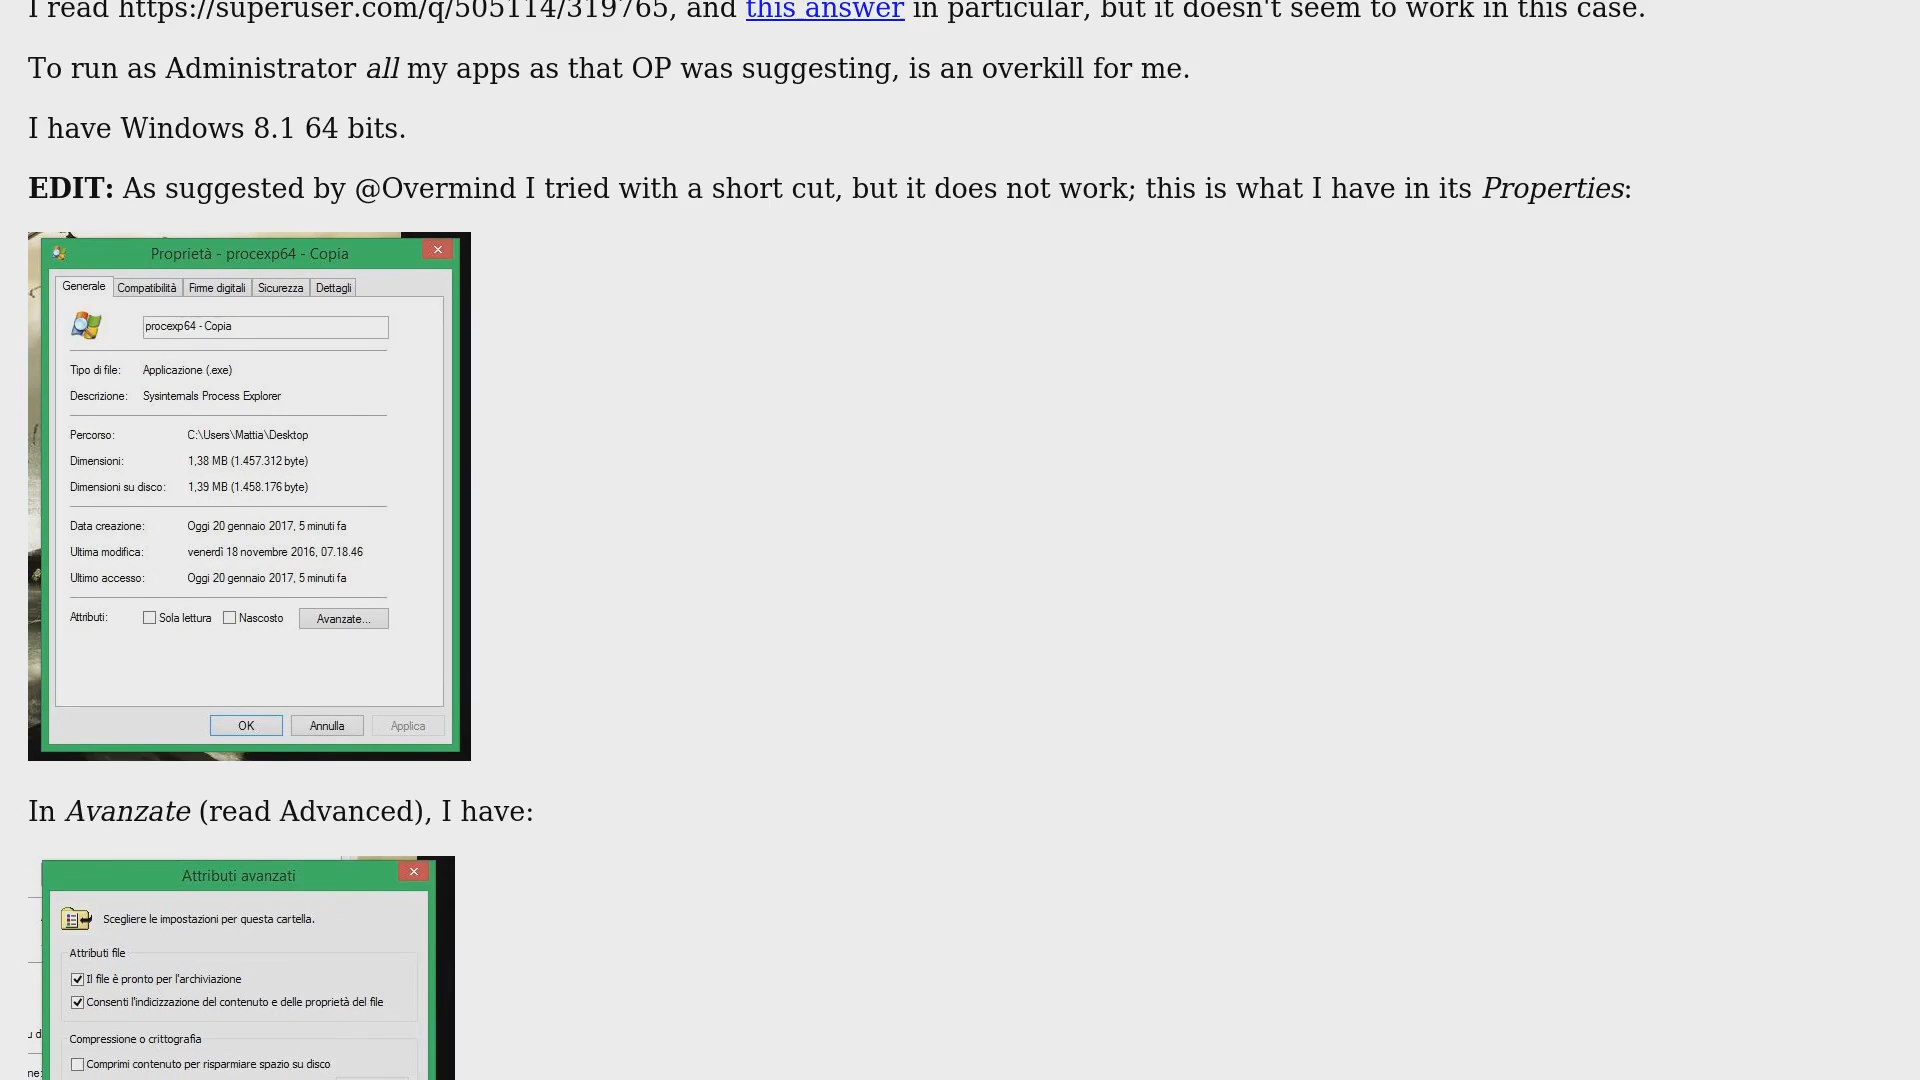 I read https://superuser.com/q/505114/319765, and this answer in particular, but it doesn't seem to work in this case.
To run as Administrator all my apps as that OP was suggesting, is an overkill for me.
I have Windows 8.1 64 bits.
EDIT: As suggested by @Overmind I tried with a short cut, but it does not work; this is what I have in its Properties:
Proprietà - procexp64 - Copia
Generale Compatibilità Firme digitali Sicurezza Dettagli
procexp64 - Copia
Tipo di file: Applicazione (.exe)
Descrizione: Sysinternals Process Explorer
Percorso: C:\Users\Mattia\Desktop
Dimensioni: 1,38 MB (1.457.312 byte)
Dimensioni su disco: 1,39 MB (1.458.176 byte)
Data creazione: Oggi 20 gennaio 2017, 5 minuti fa
Ultima modifica: venerdì 18 novembre 2016, 07.18.46
Ultimo accesso: Oggi 20 gennaio 2017, 5 minuti fa
Attributi: Sola lettura Nascosto Avanzate...
OK Annulla Applica
In Avanzate (read Advanced), I have:
Attributi avanzati
Scegliere le impostazioni per questa cartella.
Attributi file
Il file è pronto per l'archiviazione
Consenti l'indicizzazione del contenuto e delle proprietà del file
Compressione o crittografia
Comprimi contenuto per risparmiare spazio su disco